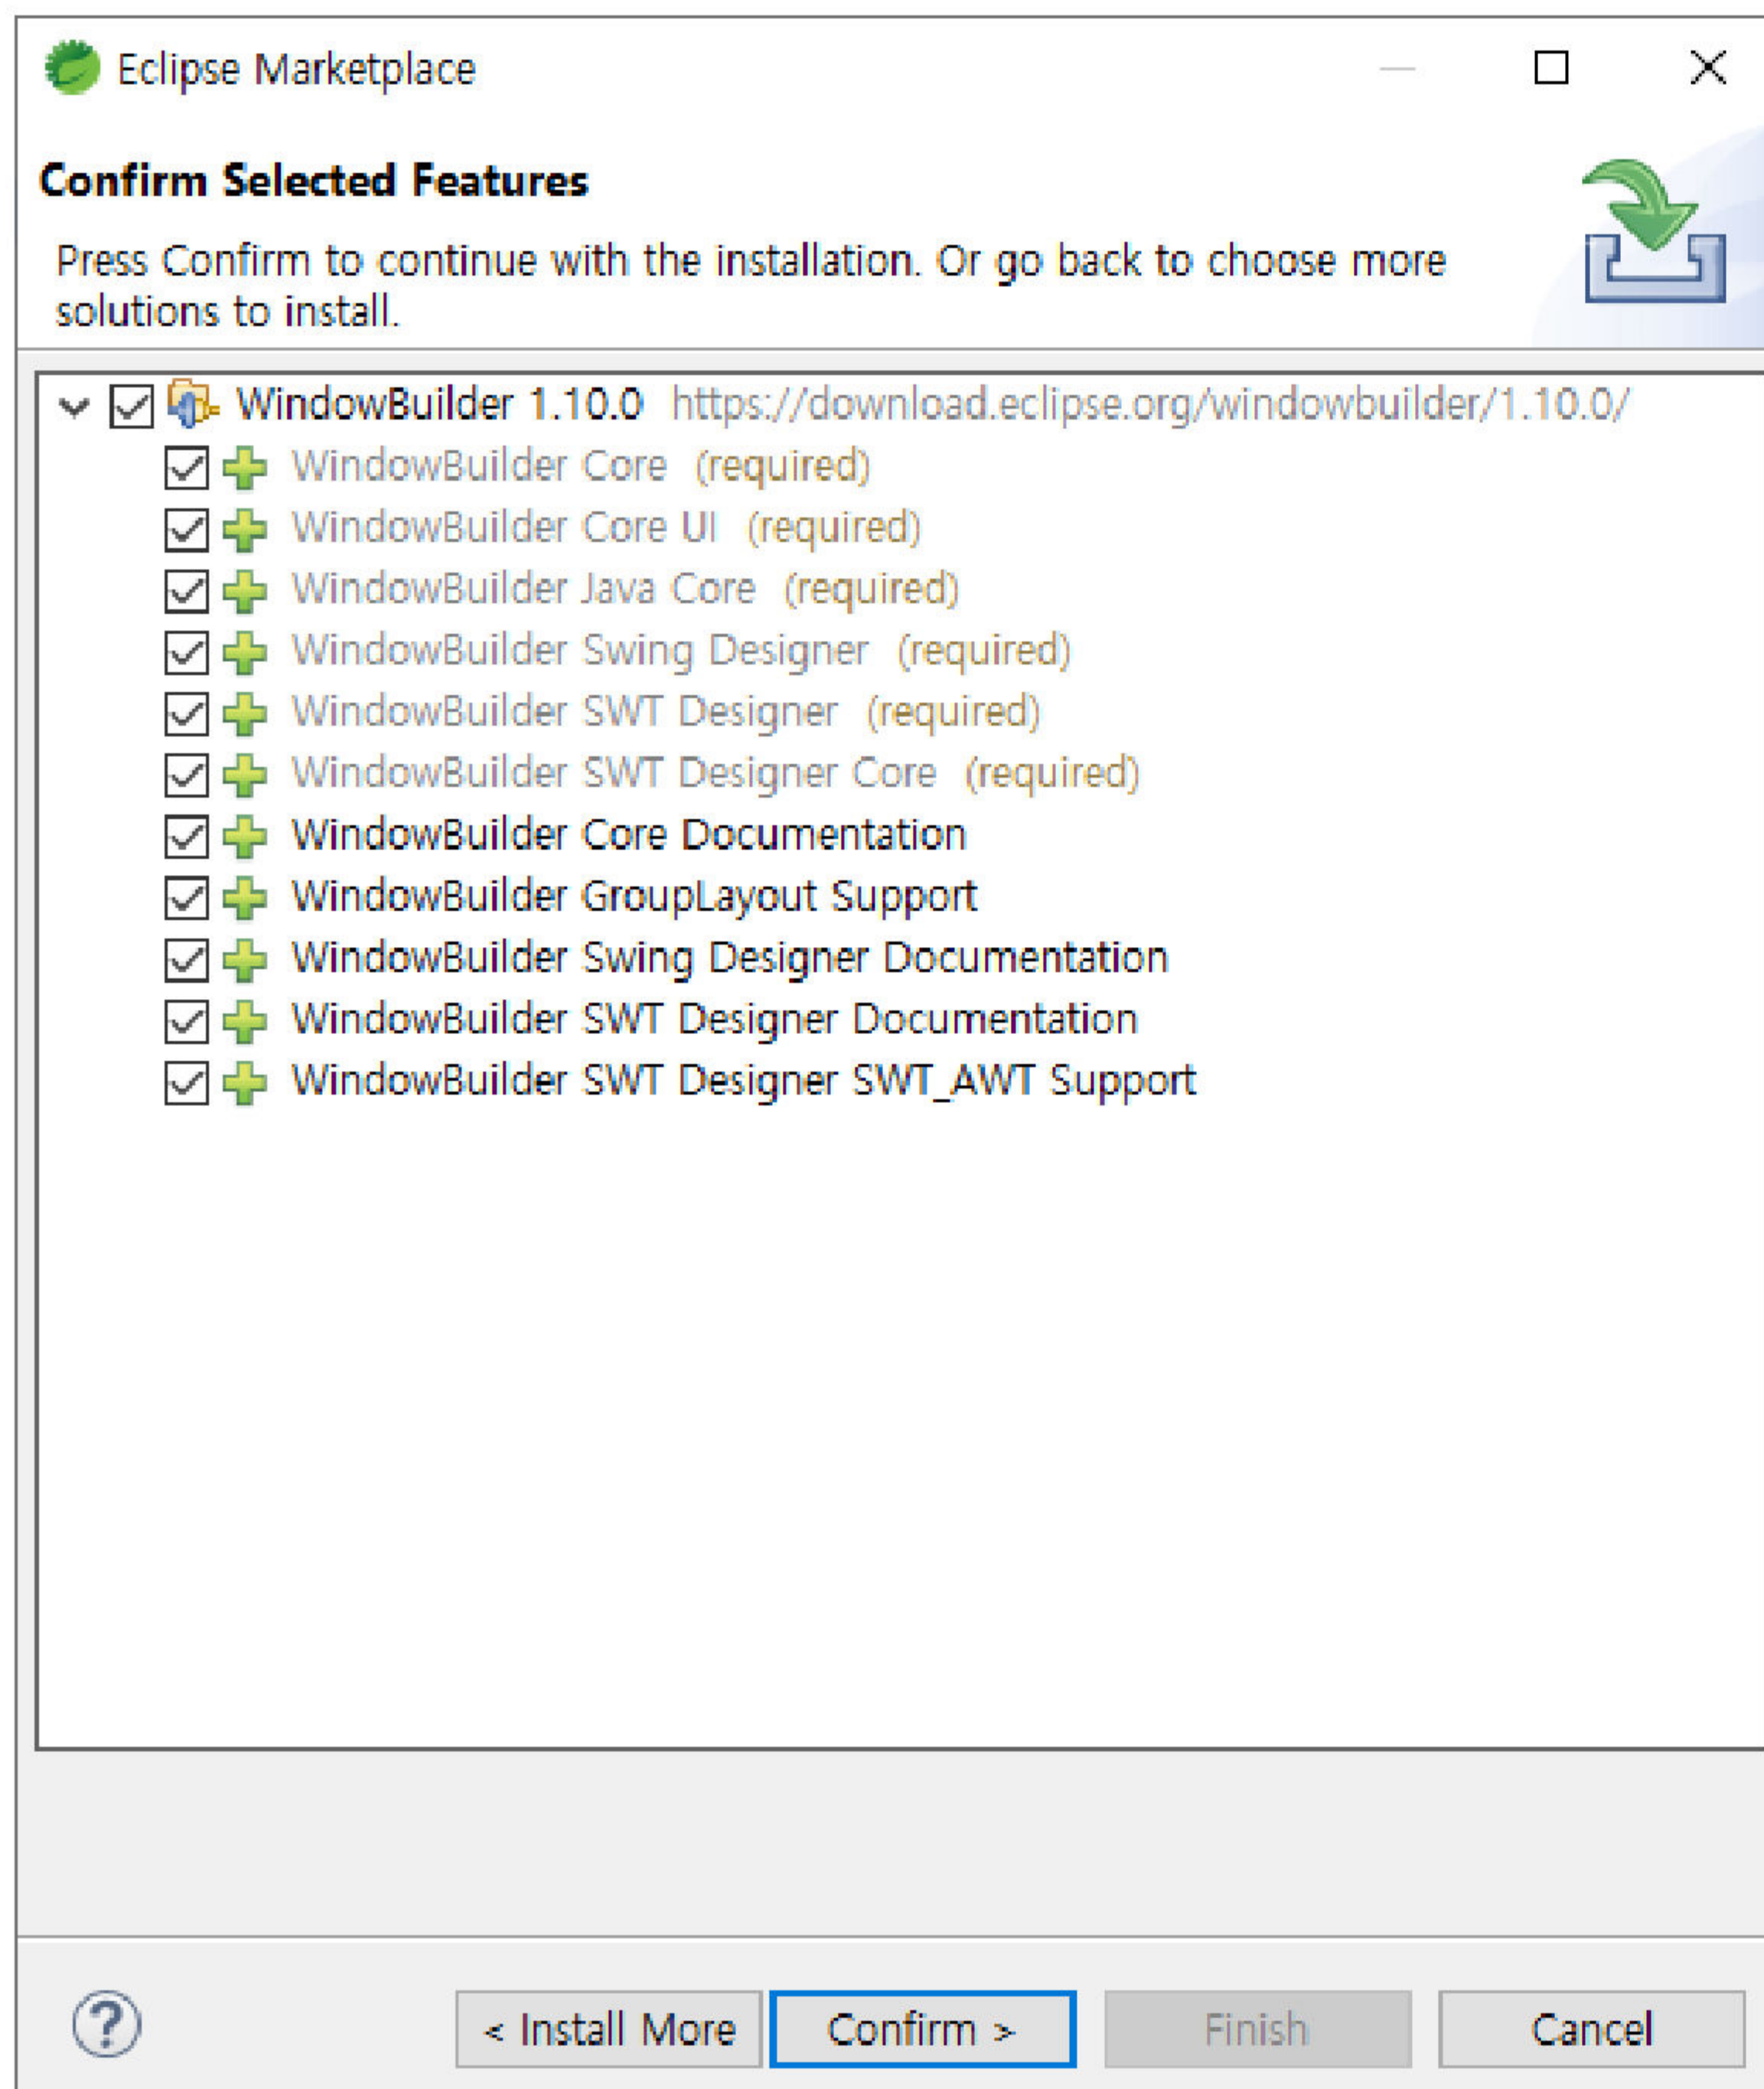 Eclipse Marketplace
Confirm Selected Features
Press Confirm to continue with the installation. Or go back to choose more
solutions to install.
WindowBuilder 1.10.0 https://download.eclipse.org/windowbuilder/1.10.0/
WindowBuilder Core (required)
WindowBuilder Core UI (required)
WindowBuilder Java Core (required)
WindowBuilder Swing Designer (required)
WindowBuilder SWT Designer (required)
WindowBuilder SWT Designer Core (required)
WindowBuilder Core Documentation
WindowBuilder GroupLayout Support
WindowBuilder Swing Designer Documentation
WindowBuilder SWT Designer Documentation
WindowBuilder SWT Designer SWT_AWT Support
? < Install More Confirm > Finish Cancel